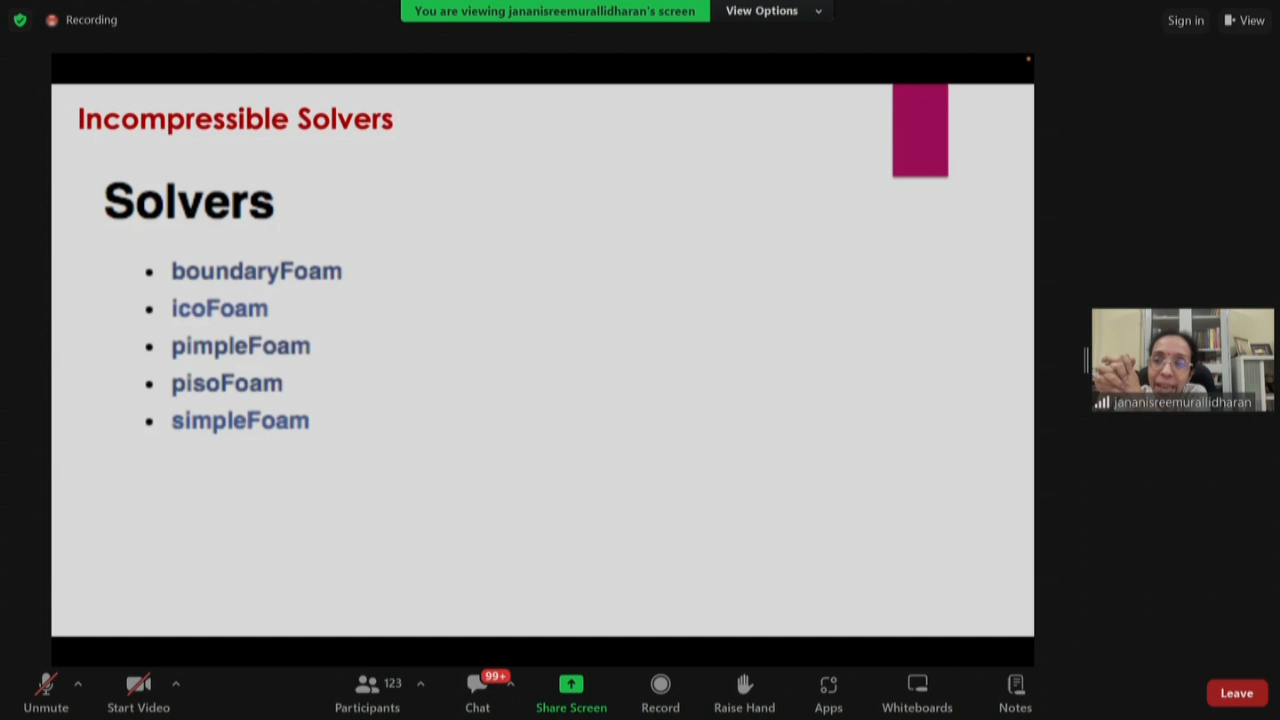 Recording
You are viewing jananisreemurallidharan's screen
View Options
Sign in
View
Incompressible Solvers
Solvers
• boundaryFoam
• icoFoam
• pimpleFoam
• pisoFoam
• simpleFoam
jananisreemurallidharan
Unmute
Start Video
123
Participants
99+
Chat
Share Screen
Record
Raise Hand
Apps
Whiteboards
Notes
Leave